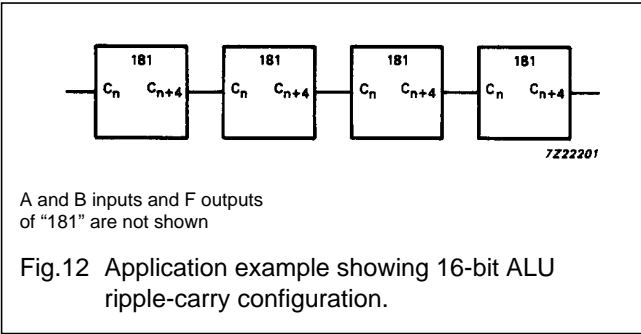 181 181 181 181
Cn Cn+4 Cn Cn+4 Cn Cn+4 Cn Cn+4
7Z22201
A and B inputs and F outputs
of “181” are not shown
Fig.12 Application example showing 16-bit ALU
ripple-carry configuration.